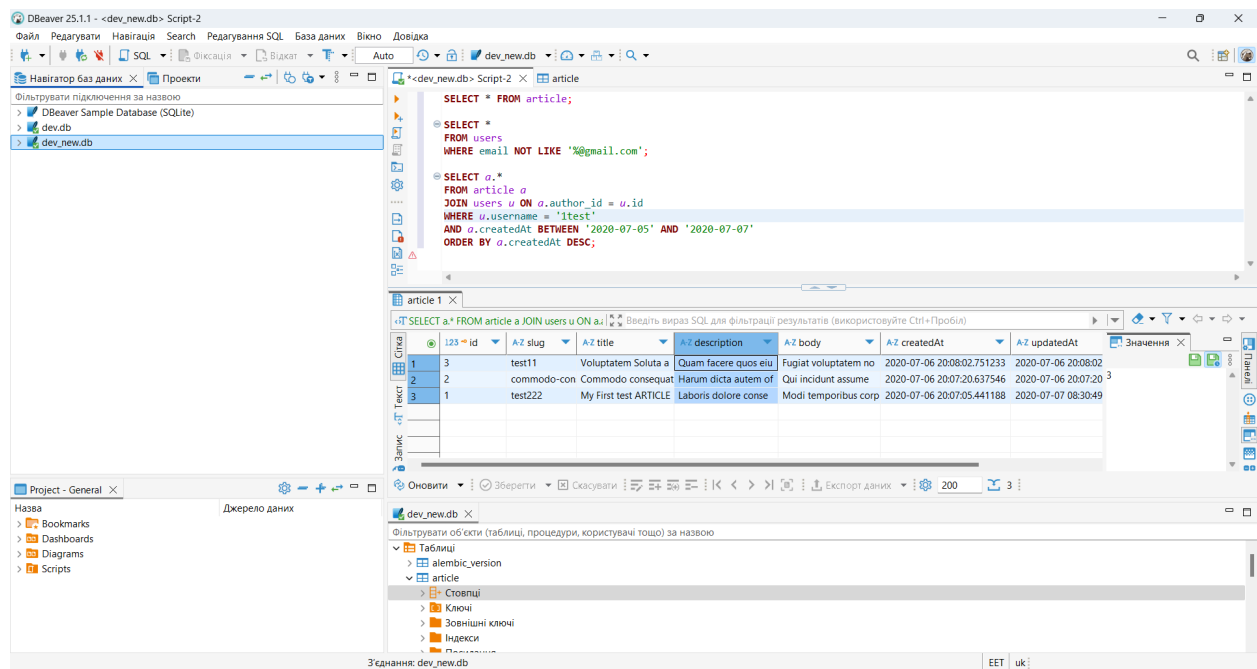 DBeaver 25.1.1 - <dev_new.db> Script-2
Файл Редагувати Навігація Search Редагування SQL База даних Вікно Довідка
SQL Фіксація Відкат Auto dev_new.db
Навігатор баз даних Проекти
Фільтрувати підключення за назвою
DBeaver Sample Database (SQLite)
dev.db
dev_new.db
*<dev_new.db> Script-2 article
SELECT * FROM article;
SELECT *
FROM users
WHERE email NOT LIKE '%@gmail.com';
SELECT a.*
FROM article a
JOIN users u ON a.author_id = u.id
WHERE u.username = '1test'
AND a.createdAt BETWEEN '2020-07-05' AND '2020-07-07'
ORDER BY a.createdAt DESC;
article 1
SELECT a.* FROM article a JOIN users u ON a.a Введіть вираз SQL для фільтрації результатів (використовуйте Ctrl+Пробіл)
Сітка
Текст
Запис
123 id A-Z slug A-Z title A-Z description A-Z body A-Z createdAt A-Z updatedAt
1 3 test11 Voluptatem Soluta a Quam facere quos eiu Fugiat voluptatem no 2020-07-06 20:08:02.751233 2020-07-06 20:08:02
2 2 commodo-con Commodo consequat Harum dicta autem of Qui incidunt assume 2020-07-06 20:07:20.637546 2020-07-06 20:07:20
3 1 test222 My First test ARTICLE Laboris dolore conse Modi temporibus corp 2020-07-06 20:07:05.441188 2020-07-07 08:30:49
Значення
3
Панелі
Оновити Зберегти Скасувати Експорт даних 200 3
Project - General
Назва Джерело даних
Bookmarks
Dashboards
Diagrams
Scripts
dev_new.db
Фільтрувати об'єкти (таблиці, процедури, користувачі тощо) за назвою
Таблиці
alembic_version
article
Стовпці
Ключі
Зовнішні ключі
Індекси
З'єднання: dev_new.db EET uk